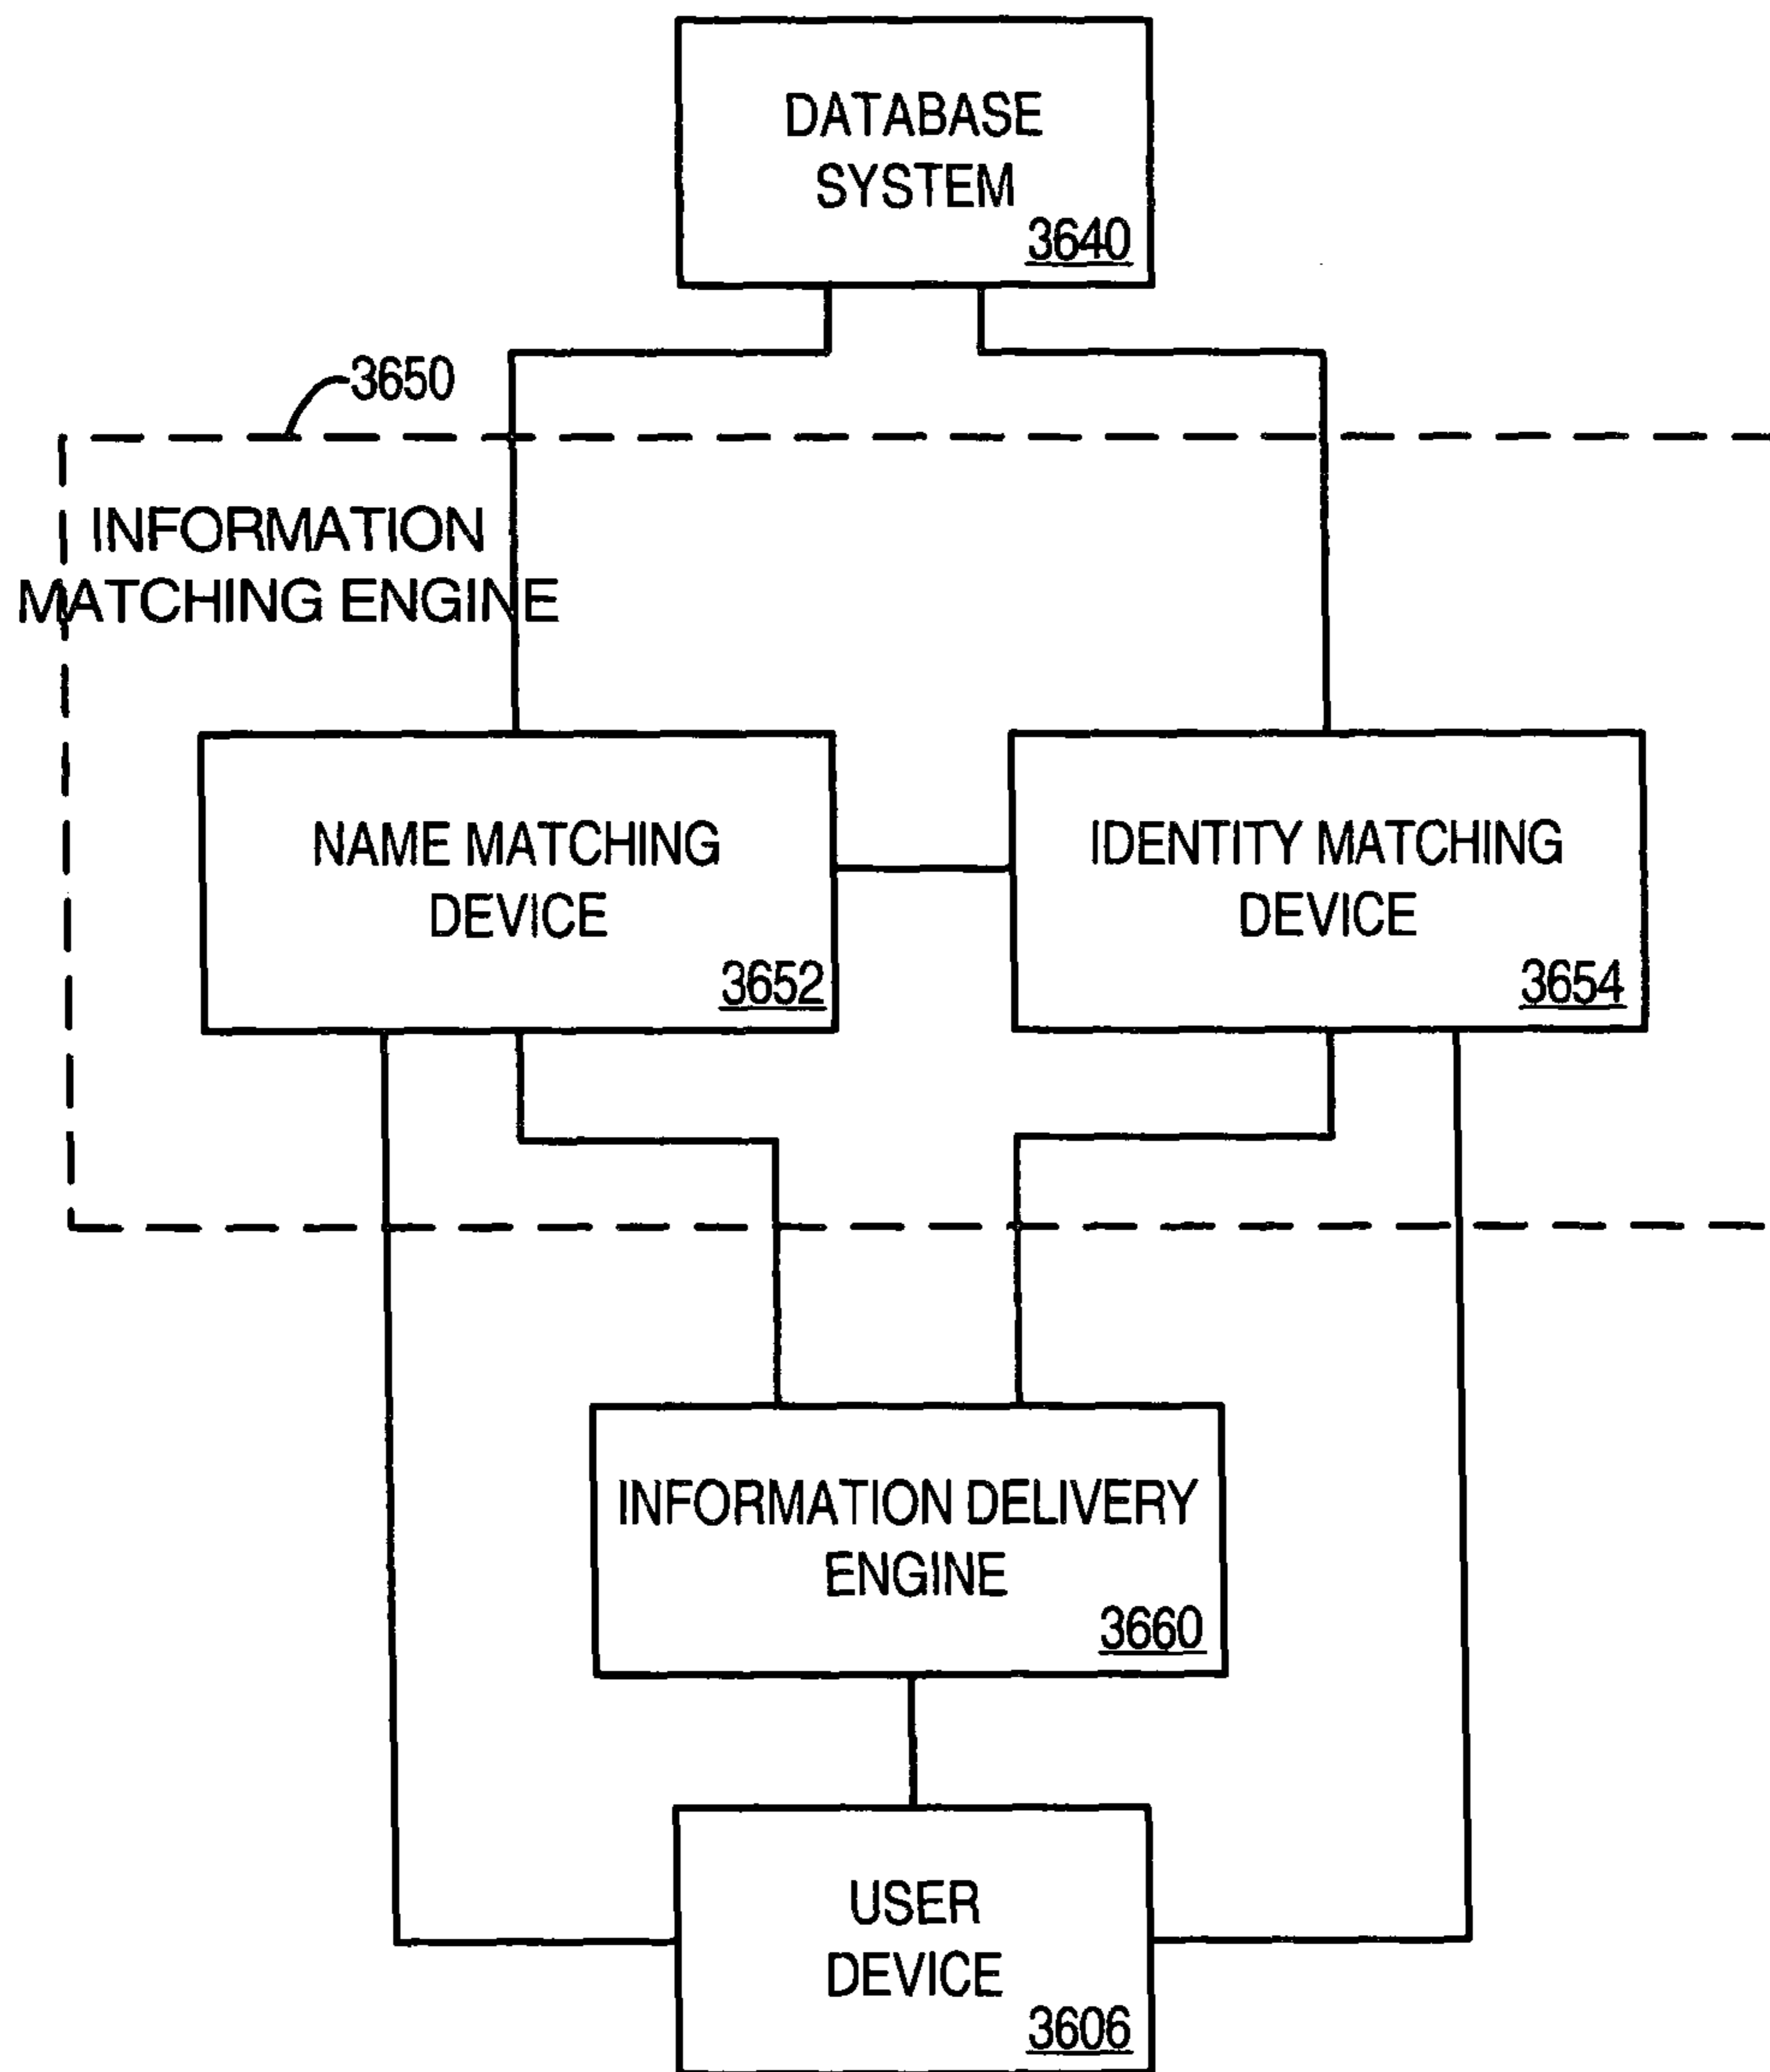 DATABASE
SYSTEM
3640
3650
INFORMATION
MATCHING ENGINE
NAME MATCHING
DEVICE
3652
IDENTITY MATCHING
DEVICE
3654
INFORMATION DELIVERY
ENGINE
3660
USER
DEVICE
3606